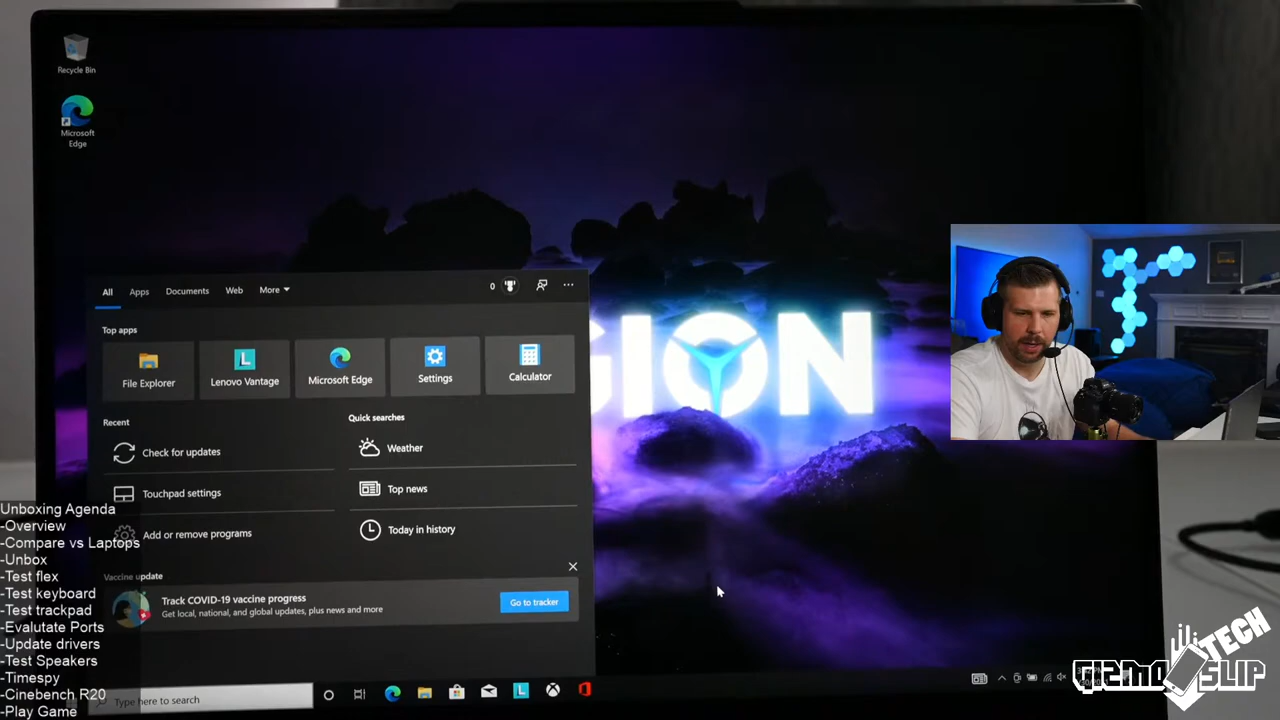 Recycle Bin
Microsoft
Edge
All Apps Documents Web More
0
Top apps
File Explorer
Lenovo Vantage
Microsoft Edge
Settings
Calculator
Recent
Check for updates
Touchpad settings
Add or remove programs
Quick searches
Weather
Top news
Today in history
Vaccine update
Track COVID-19 vaccine progress
Get local, national, and global updates, plus news and more
Go to tracker
Type here to search
GION
Unboxing Agenda
-Overview
-Compare vs Laptops
-Unbox
-Test flex
-Test keyboard
-Test trackpad
-Evalutate Ports
-Update drivers
-Test Speakers
-Timespy
-Cinebench R20
-Play Game
GIZMO SLIP
TECH